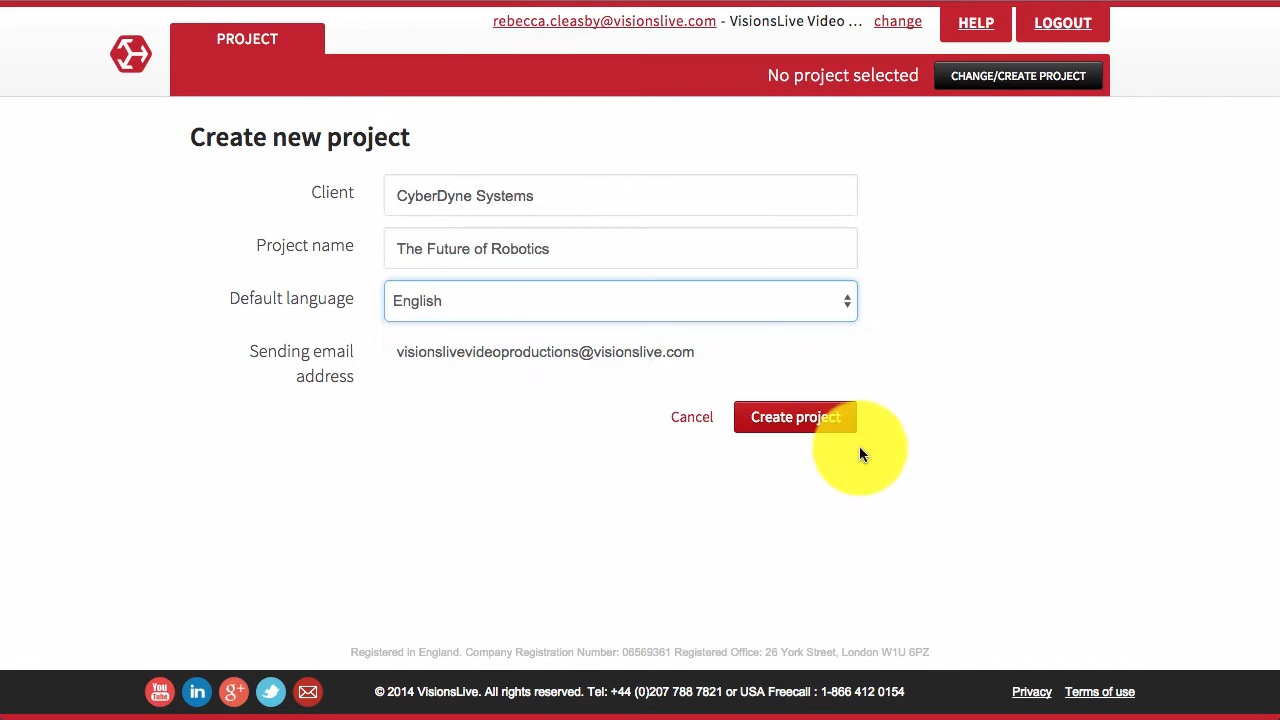 rebecca.cleasby@visionslive.com - VisionsLive Video ... change
HELP
LOGOUT
PROJECT
No project selected
CHANGE/CREATE PROJECT
Create new project
Client
CyberDyne Systems
Project name
The Future of Robotics
Default language
English
Sending email
address
visionslivevideoproductions@visionslive.com
Cancel
Create project
Registered in England. Company Registration Number: 06569361 Registered Office: 26 York Street, London W1U 6PZ
You
Tube
in
g+
© 2014 VisionsLive. All rights reserved. Tel: +44 (0)207 788 7821 or USA Freecall : 1-866 412 0154
Privacy
Terms of use